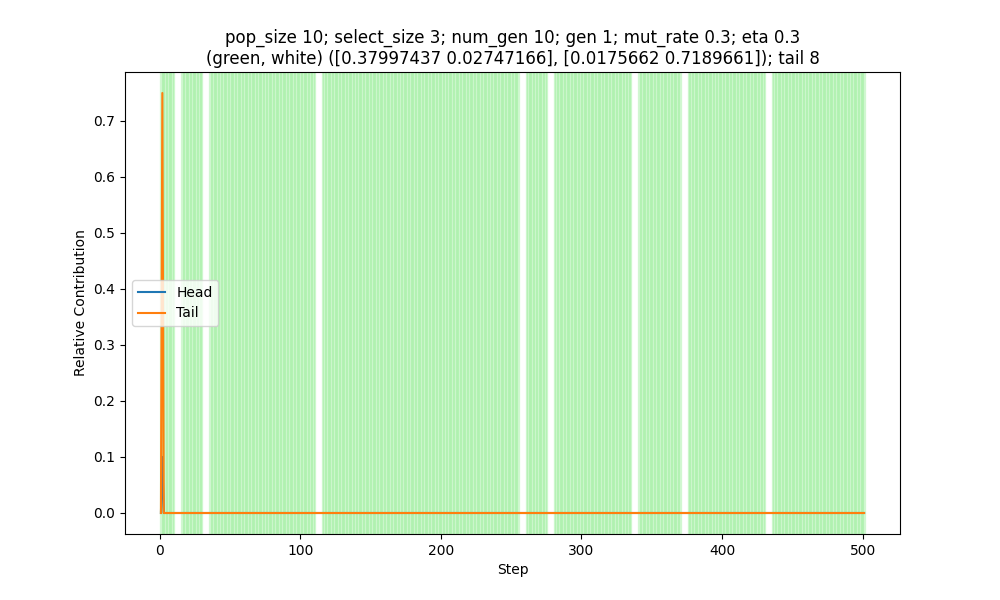 pop_size 10; select_size 3; num_gen 10; gen 1; mut_rate 0.3; eta 0.3
(green, white) ([0.37997437 0.02747166], [0.0175662 0.7189661]); tail 8
0.7
0.6
0.5
0.4
0.3
0.2
0.1
0.0
Relative Contribution
Head
Tail
0 100 200 300 400 500
Step